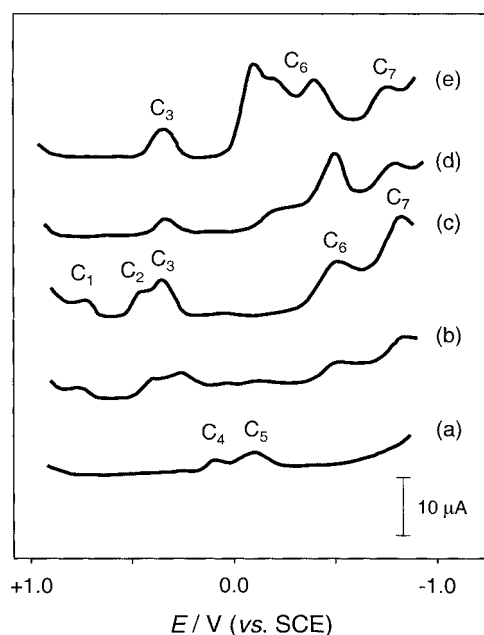 C6
C7
(e)
C3
(d)
C7
(c)
C1
C2
C3
C6
(b)
C4
C5
(a)
10 μA
+1.0
0.0
-1.0
E / V (vs. SCE)